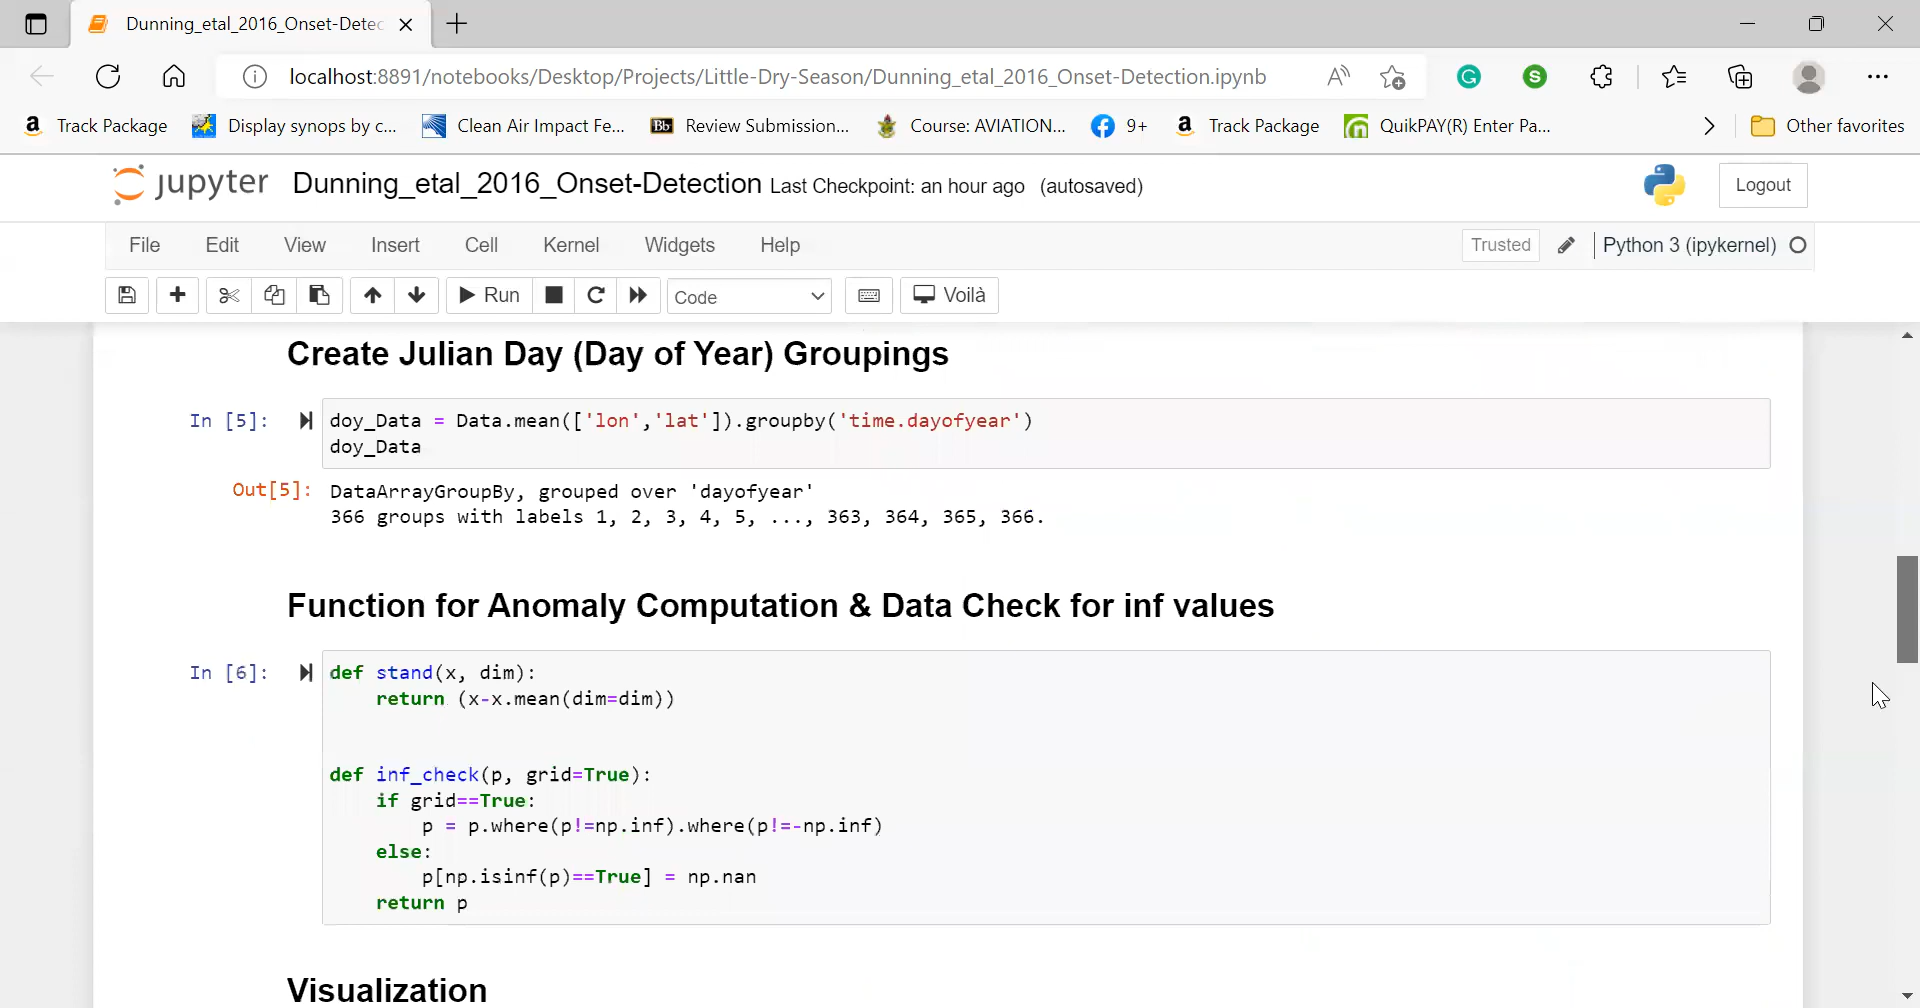 Dunning_etal_2016_Onset-Detec
localhost:8891/notebooks/Desktop/Projects/Little-Dry-Season/Dunning_etal_2016_Onset-Detection.ipynb
Track Package Display synops by c... Clean Air Impact Fe... Bb Review Submission... Course: AVIATION... 9+ Track Package QuikPAY(R) Enter Pa... Other favorites
jupyter Dunning_etal_2016_Onset-Detection Last Checkpoint: an hour ago (autosaved) Logout
File Edit View Insert Cell Kernel Widgets Help Trusted Python 3 (ipykernel)
Run Code Voilà
Create Julian Day (Day of Year) Groupings
In [5]: doy_Data = Data.mean(['lon','lat']).groupby('time.dayofyear')
doy_Data
Out[5]: DataArrayGroupBy, grouped over 'dayofyear'
366 groups with labels 1, 2, 3, 4, 5, ..., 363, 364, 365, 366.
Function for Anomaly Computation & Data Check for inf values
In [6]: def stand(x, dim):
return (x-x.mean(dim=dim))
def inf_check(p, grid=True):
if grid==True:
p = p.where(p!=np.inf).where(p!=-np.inf)
else:
p[np.isinf(p)==True] = np.nan
return p
Visualization